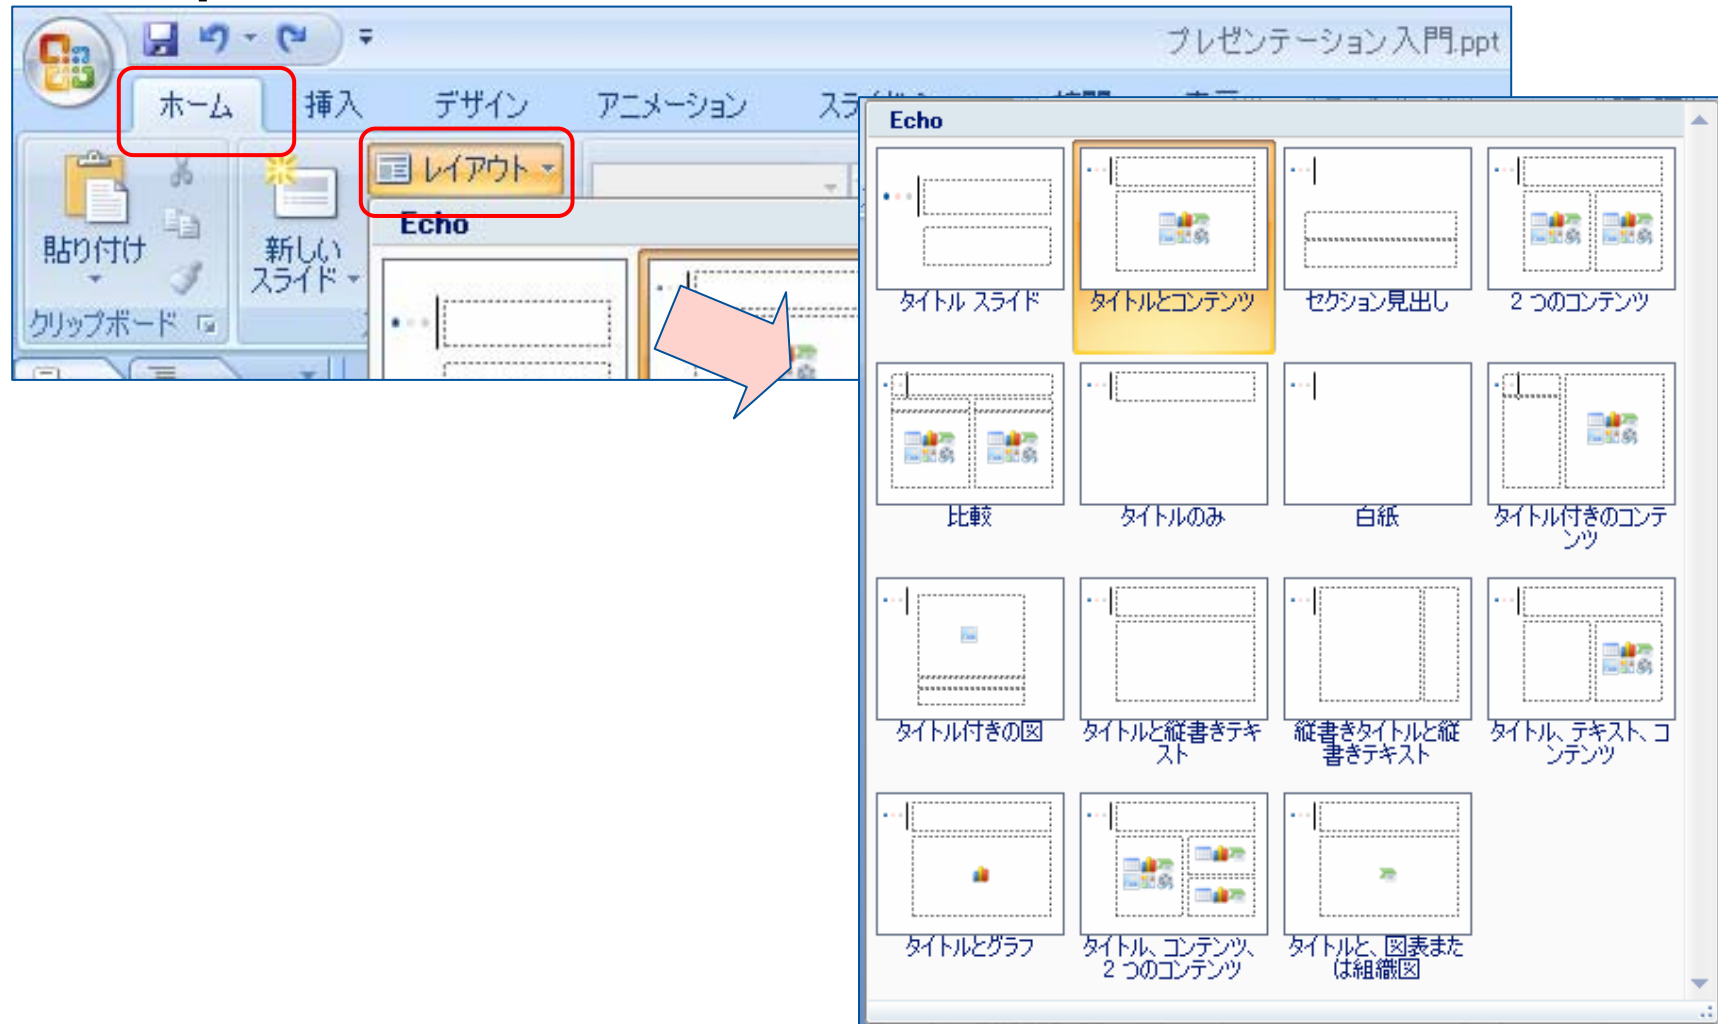 プレゼンテーション入門.ppt
ホーム
挿入
デザイン
アニメーション
レイアウト
貼り付け
新しい
スライド
クリップボード
Echo
Echo
タイトル スライド
タイトルとコンテンツ
セクション見出し
2 つのコンテンツ
比較
タイトルのみ
白紙
タイトル付きのコンテ
ンツ
タイトル付きの図
タイトルと縦書きテキ
スト
縦書きタイトルと縦
書きテキスト
タイトル、テキスト、コ
ンテンツ
タイトルとグラフ
タイトル、コンテンツ、
2 つのコンテンツ
タイトルと、図表また
は組織図